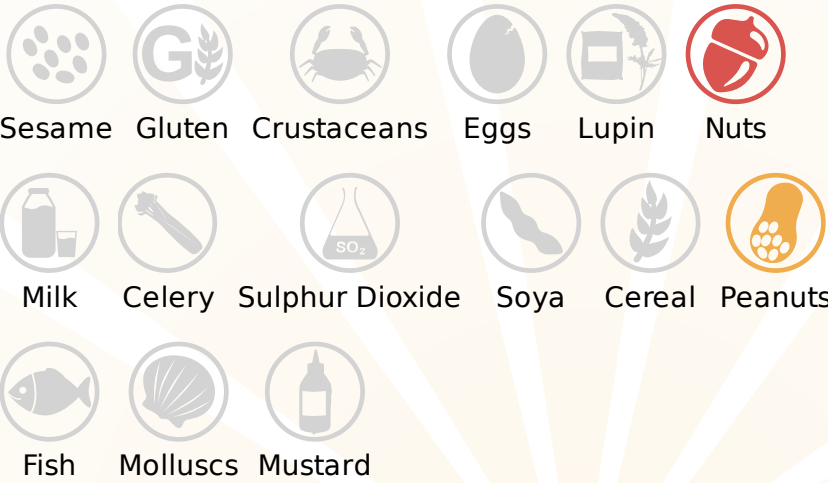 G
Sesame Gluten Crustaceans Eggs Lupin Nuts
SO₂
Milk Celery Sulphur Dioxide Soya Cereal Peanuts
Fish Molluscs Mustard